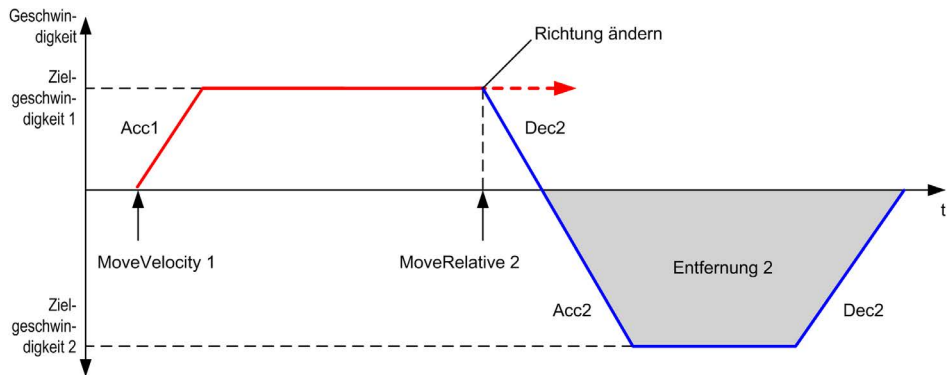 Geschwin-
digkeit
Richtung ändern
Ziel-
geschwin-
digkeit 1
Acc1
Dec2
t
MoveVelocity 1
MoveRelative 2
Entfernung 2
Ziel-
geschwin-
digkeit 2
Acc2
Dec2